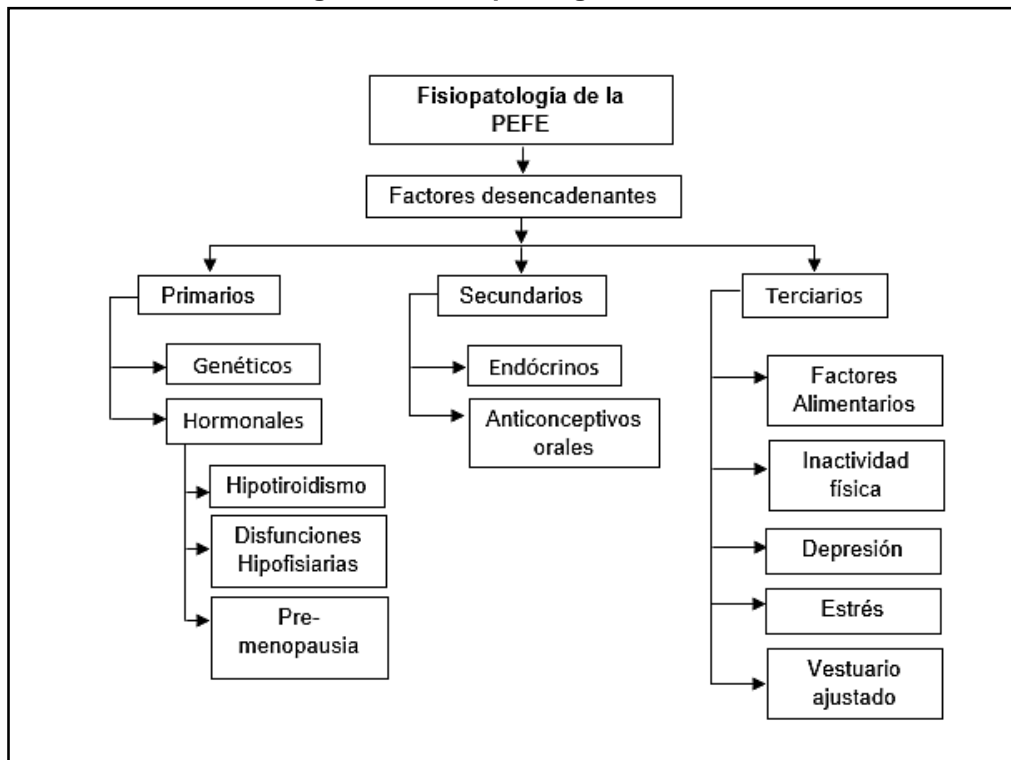 Fisiopatología de la
PEFE
Factores desencadenantes
Primarios
Genéticos
Hormonales
Hipotiroidismo
Disfunciones
Hipofisiarias
Pre-
menopausia
Secundarios
Endócrinos
Anticonceptivos
orales
Terciarios
Factores
Alimentarios
Inactividad
física
Depresión
Estrés
Vestuario
ajustado